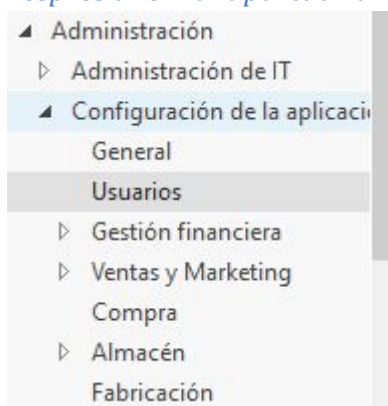 Administración
Administración de IT
Configuración de la aplicaci
General
Usuarios
Gestión financiera
Ventas y Marketing
Compra
Almacén
Fabricación